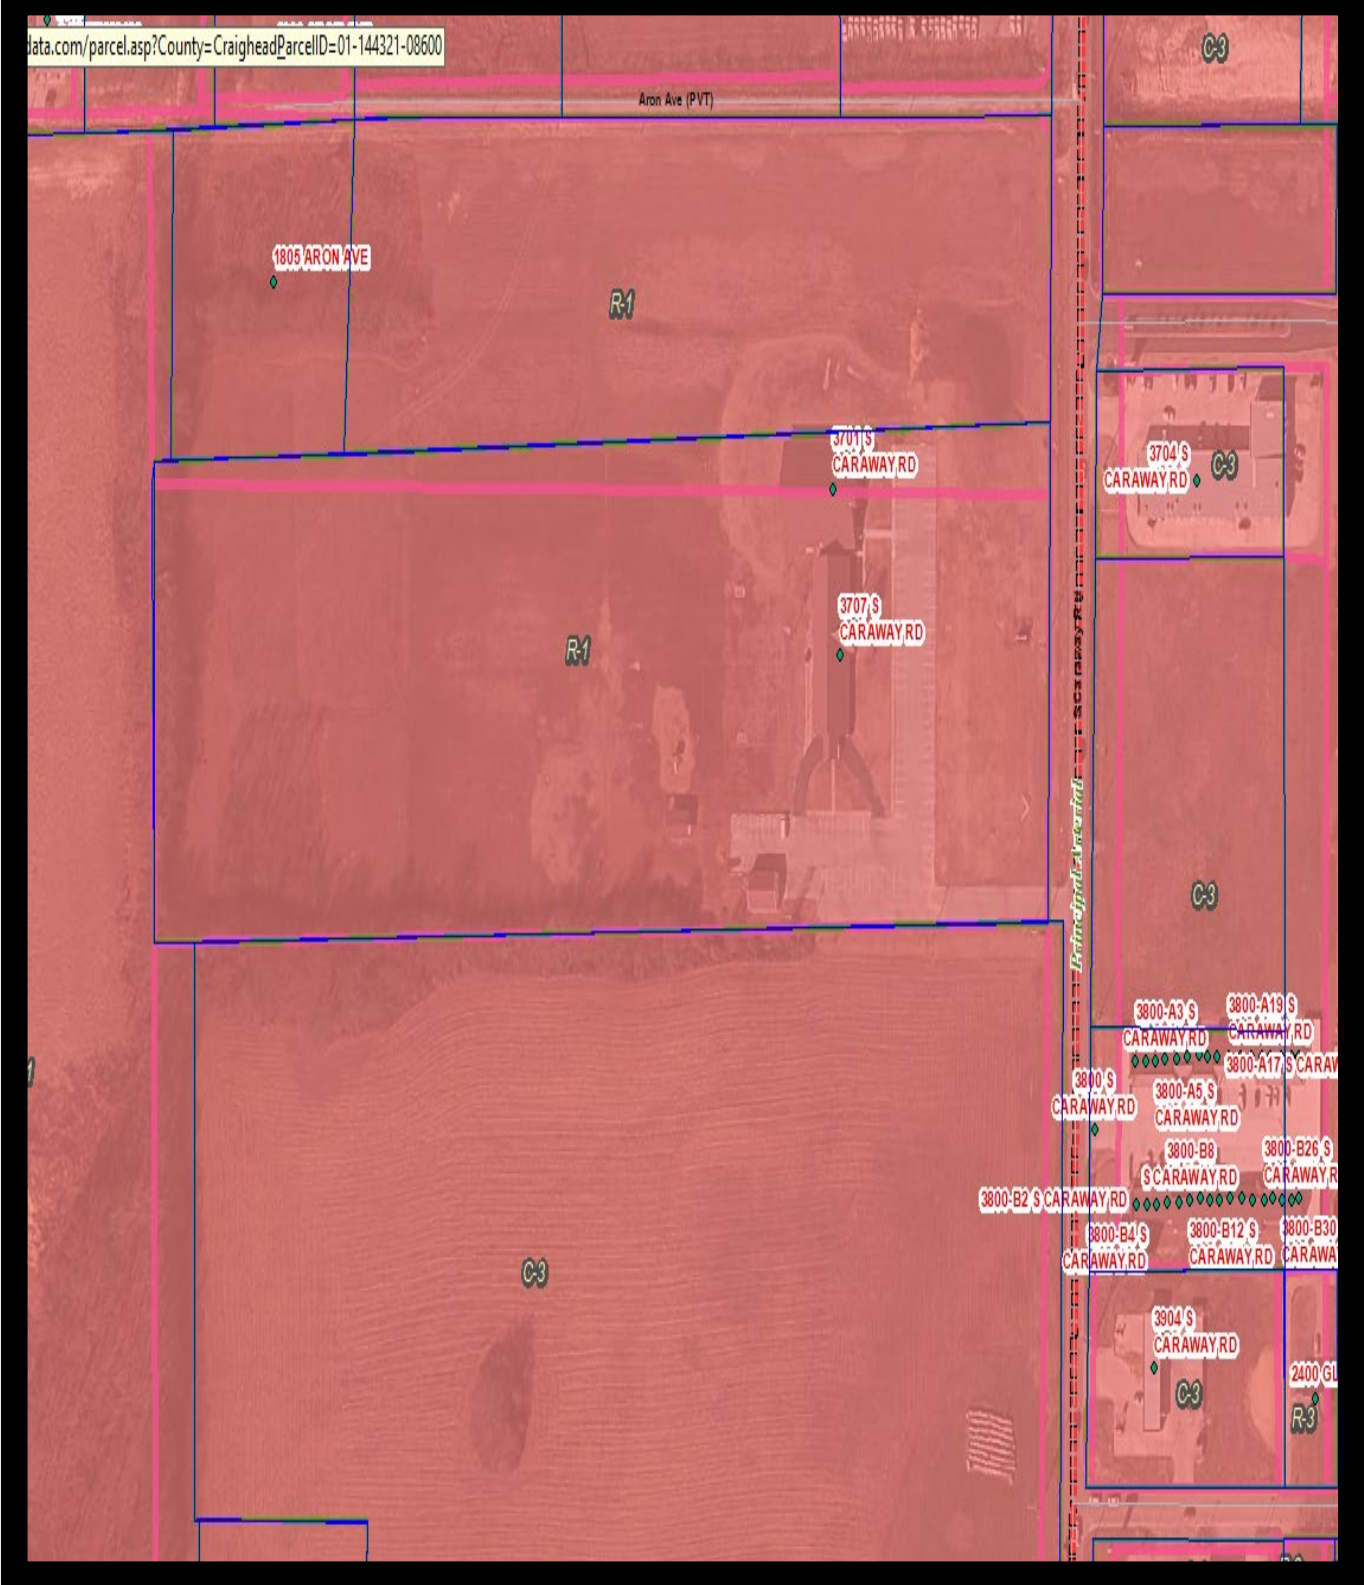 data.com/parcel.asp?County=CraigheadParcelID=01-144321-08600
C-3
Aron Ave (PVT)
1805 ARON AVE
R-1
3701 S
CARAWAY RD
3704 S
CARAWAY RD
C-3
3707 S
CARAWAY RD
R-1
S Caraway Rd
Principal Arterial
C-3
3800-A3 S
CARAWAY RD
3800-A19 S
CARAWAY RD
3800-A17 S CARAW
3800 S
CARAWAY RD
3800-A5 S
CARAWAY RD
3800-B8
S CARAWAY RD
3800-B26 S
CARAWAY R
3800-B2 S CARAWAY RD
3800-B4 S
CARAWAY RD
3800-B12 S
CARAWAY RD
3800-B30
CARAWA
C-3
3904 S
CARAWAY RD
C-3
2400 GL
R-3